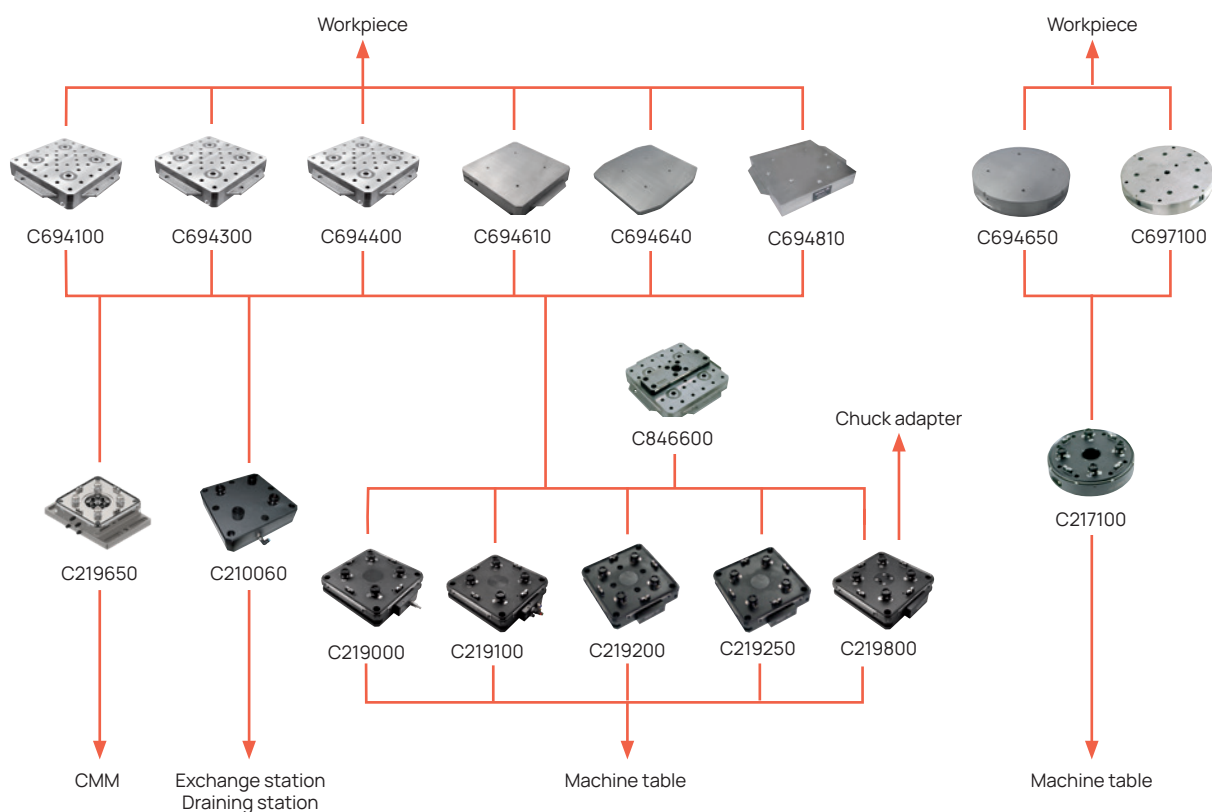 Workpiece
Workpiece
C694100
C694300
C694400
C694610
C694640
C694810
C694650
C697100
C846600
Chuck adapter
C217100
C219650
C210060
C219000
C219100
C219200
C219250
C219800
CMM
Exchange station
Draining station
Machine table
Machine table